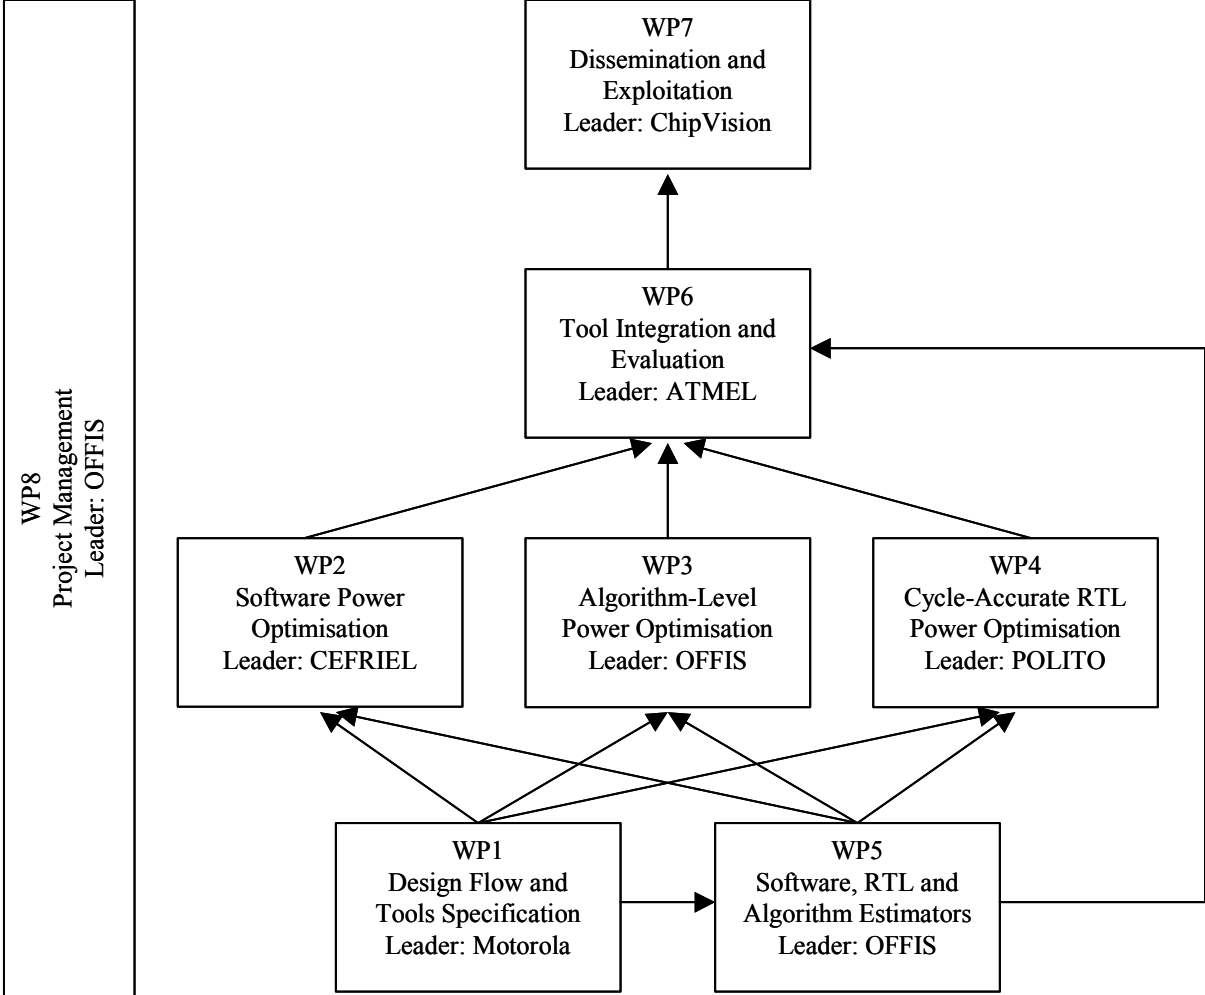 WP7
Dissemination and
Exploitation
Leader: ChipVision
WP6
Tool Integration and
Evaluation
Leader: ATMEL
WP8
Project Management
Leader: OFFIS
WP2
Software Power
Optimisation
Leader: CEFRIEL
WP3
Algorithm-Level
Power Optimisation
Leader: OFFIS
WP4
Cycle-Accurate RTL
Power Optimisation
Leader: POLITO
WP1
Design Flow and
Tools Specification
Leader: Motorola
WP5
Software, RTL and
Algorithm Estimators
Leader: OFFIS